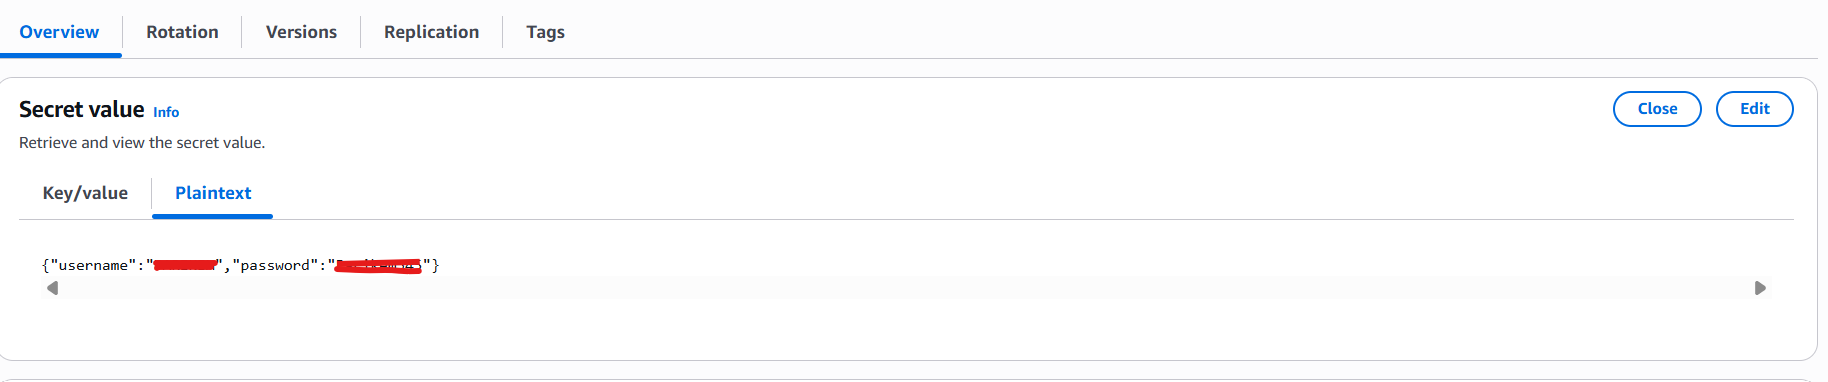 Overview Rotation Versions Replication Tags
Secret value Info
Close Edit
Retrieve and view the secret value.
Key/value Plaintext
{"username":"","password":""}